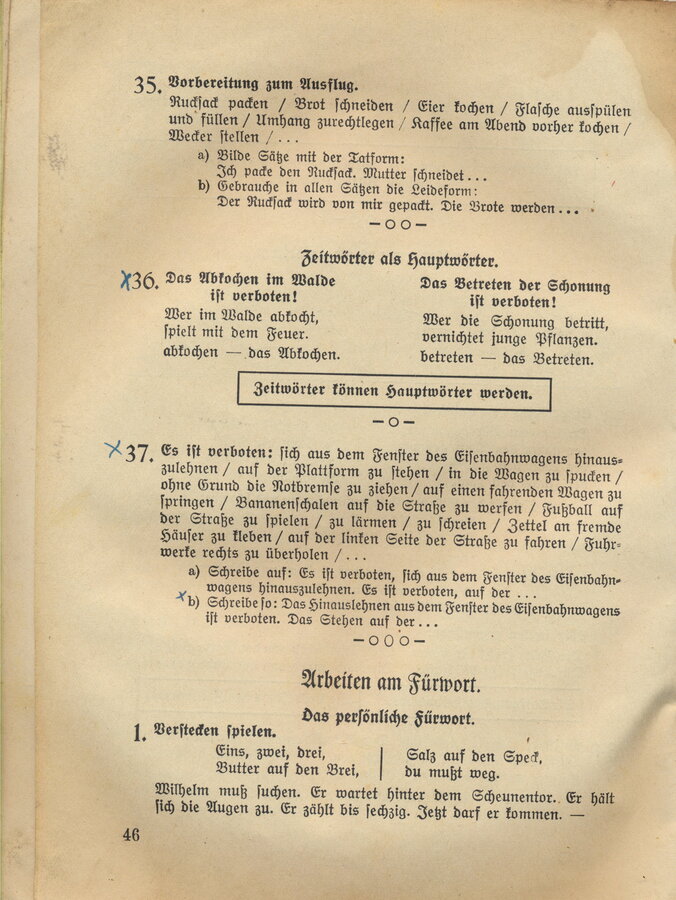 35. Vorbereitung zum Ausflug.
Rucksack packen / Brot schneiden / Eier kochen / Flasche ausspülen
und füllen / Umhang zurechtlegen / Kaffee am Abend vorher kochen /
Wecker stellen / ...
a) Bilde Sätze mit der Tatform:
Ich packe den Rucksack. Mutter schneidet ...
b) Gebrauche in allen Sätzen die Leideform:
Der Rucksack wird von mir gepackt. Die Brote werden ...
Zeitwörter als Hauptwörter.
36. Das Abkochen im Walde
ist verboten!
Wer im Walde abkocht,
spielt mit dem Feuer.
abkochen — das Abkochen.
Das Betreten der Schonung
ist verboten!
Wer die Schonung betritt,
vernichtet junge Pflanzen.
betreten — das Betreten.
Zeitwörter können Hauptwörter werden.
37. Es ist verboten: sich aus dem Fenster des Eisenbahnwagens hinaus-
zulehnen / auf der Plattform zu stehen / in die Wagen zu spucken /
ohne Grund die Notbremse zu ziehen / auf einen fahrenden Wagen zu
springen / Bananenschalen auf die Straße zu werfen / Fußball auf
der Straße zu spielen / zu lärmen / zu schreien / Zettel an fremde
Häuser zu kleben / auf der linken Seite der Straße zu fahren / Fuhr-
werke rechts zu überholen / ...
a) Schreibe auf: Es ist verboten, sich aus dem Fenster des Eisenbahn-
wagens hinauszulehnen. Es ist verboten, auf der ...
b) Schreibe so: Das Hinauslehnen aus dem Fenster des Eisenbahnwagens
ist verboten. Das Stehen auf der ...
Arbeiten am Fürwort.
Das persönliche Fürwort.
1. Verstecken spielen.
Eins, zwei, drei,
Butter auf den Brei,
Salz auf den Speck,
du mußt weg.
Wilhelm muß suchen. Er wartet hinter dem Scheunentor. Er hält
sich die Augen zu. Er zählt bis sechzig. Jetzt darf er kommen. —
46